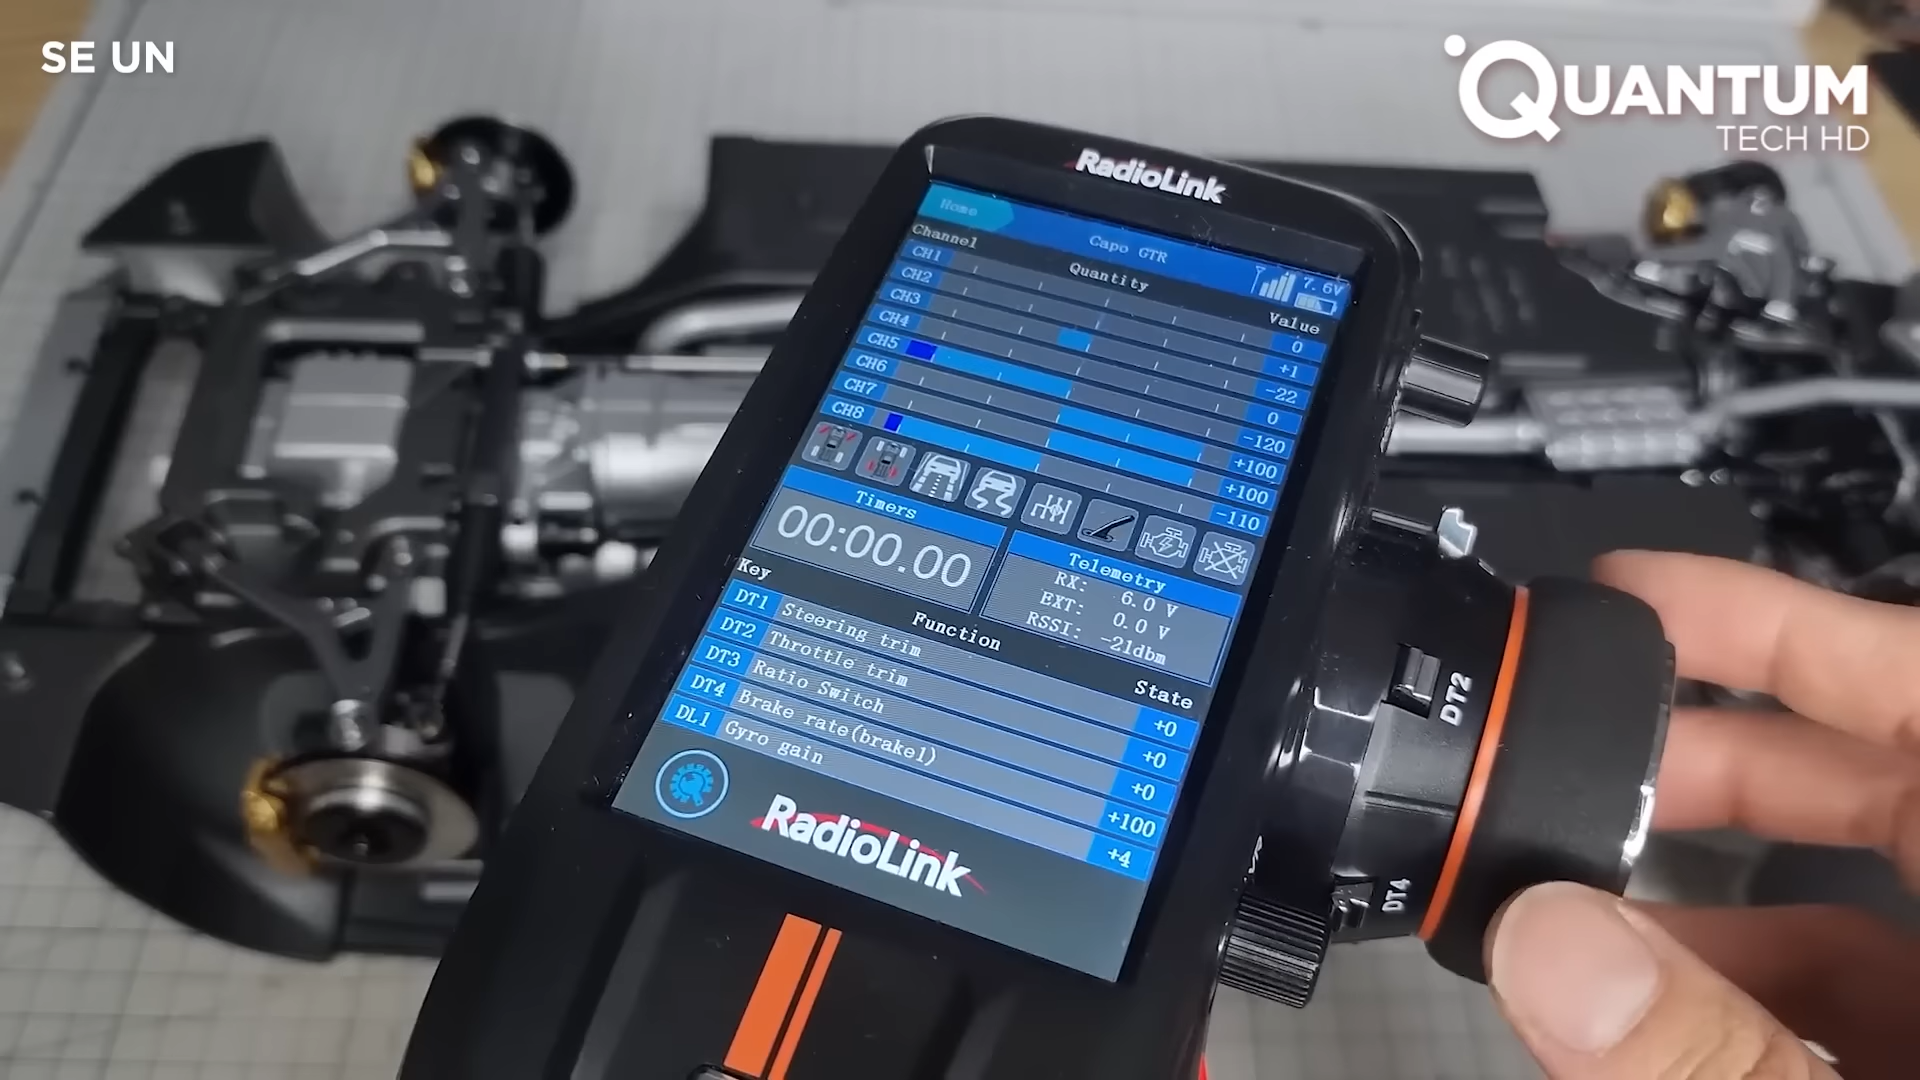 SE UN
QUANTUM
TECH HD
RadioLink
Home
Capo GTR
7.6V
Channel
Quantity
Value
CH1 0
CH2 +1
CH3 -22
CH4 0
CH5 -120
CH6 +100
CH7 +100
CH8 -110
Timers
00:00.00
Telemetry
RX: 6.0 V
EXT: 0.0 V
RSSI: -21dbm
Key
Function
State
DT1 Steering trim +0
DT2 Throttle trim +0
DT3 Ratio Switch +0
DT4 Brake rate(brake1) +100
DL1 Gyro gain +4
RadioLink
DT2
DT4